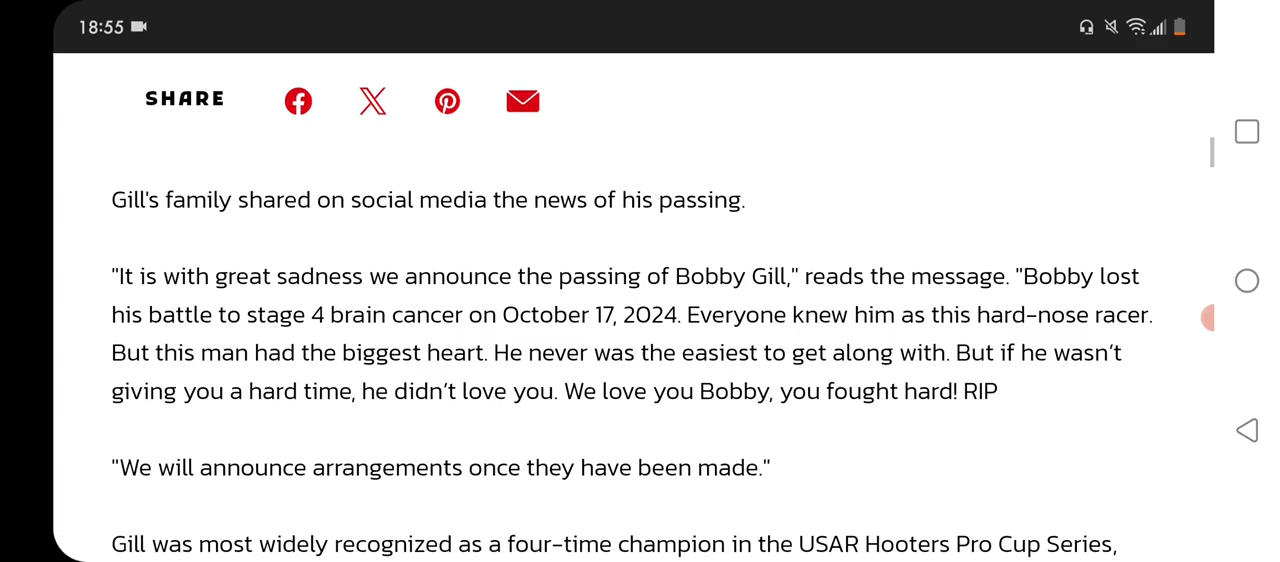 18:55
SHARE
Gill's family shared on social media the news of his passing.
"It is with great sadness we announce the passing of Bobby Gill," reads the message. "Bobby lost
his battle to stage 4 brain cancer on October 17, 2024. Everyone knew him as this hard-nose racer.
But this man had the biggest heart. He never was the easiest to get along with. But if he wasn’t
giving you a hard time, he didn’t love you. We love you Bobby, you fought hard! RIP
"We will announce arrangements once they have been made."
Gill was most widely recognized as a four-time champion in the USAR Hooters Pro Cup Series,